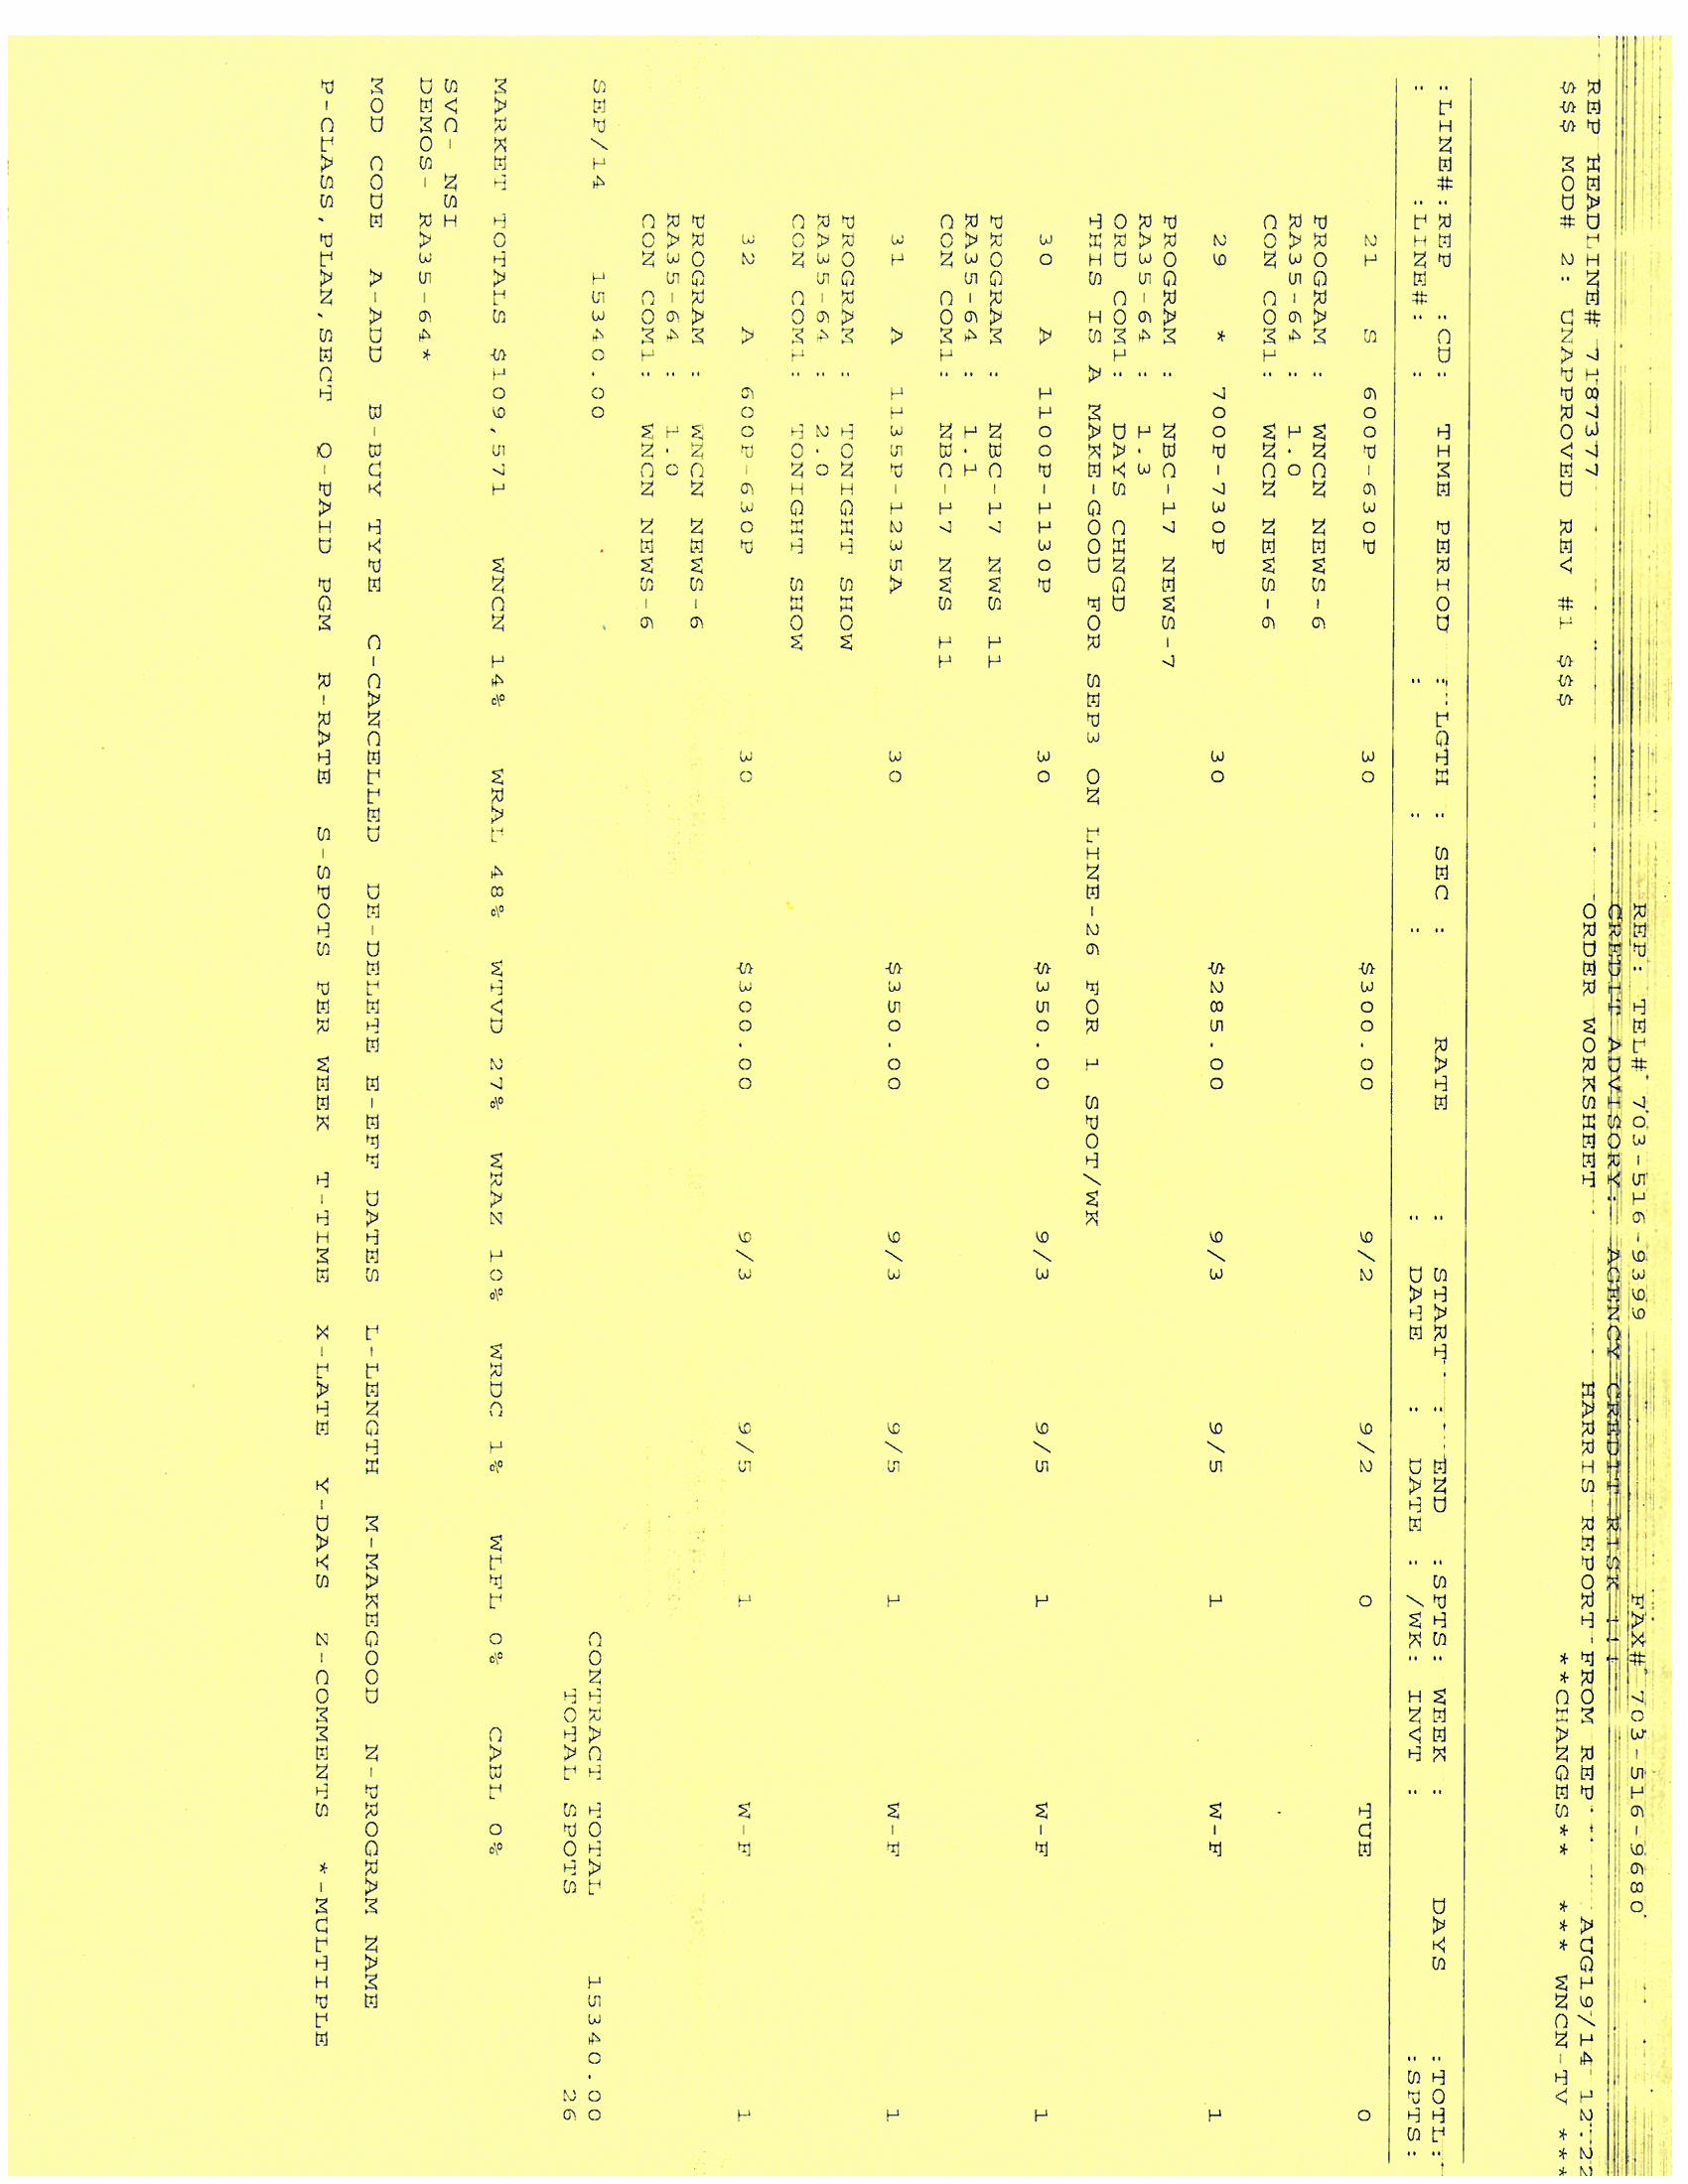 REP: TEL# 703-516-9399 FAX# 703-516-9680
CREDIT ADVISORY: AGENCY CREDIT RISK
REP HEADLINE# 7187377 ORDER WORKSHEET HARRIS REPORT FROM REP AUG19/14 12:22
$$$ MOD# 2: UNAPPROVED REV #1 $$$ **CHANGES** *** WNCN-TV ***
:LINE#:REP :CD: TIME PERIOD : LGTH : SEC : RATE : START : END :SPTS: WEEK : DAYS :TOTL:
: :LINE#: : : : : : DATE : DATE : /WK: INVT : :SPTS:
21 S 600P-630P 30 $300.00 9/2 9/2 0 TUE 0
PROGRAM : WNCN NEWS-6
RA35-64 : 1.0
CON COM1: WNCN NEWS-6
29 * 700P-730P 30 $285.00 9/3 9/5 1 W-F 1
PROGRAM : NBC-17 NEWS-7
RA35-64 : 1.3
ORD COM1: DAYS CHNGD
THIS IS A MAKE-GOOD FOR SEP3 ON LINE-26 FOR 1 SPOT/WK
30 A 1100P-1130P 30 $350.00 9/3 9/5 1 W-F 1
PROGRAM : NBC-17 NWS 11
RA35-64 : 1.1
CON COM1: NBC-17 NWS 11
31 A 1135P-1235A 30 $350.00 9/3 9/5 1 W-F 1
PROGRAM : TONIGHT SHOW
RA35-64 : 2.0
CON COM1: TONIGHT SHOW
32 A 600P-630P 30 $300.00 9/3 9/5 1 W-F 1
PROGRAM : WNCN NEWS-6
RA35-64 : 1.0
CON COM1: WNCN NEWS-6
SEP/14 15340.00 CONTRACT TOTAL 15340.00
TOTAL SPOTS 26
MARKET TOTALS $109,571 WNCN 14% WRAL 48% WTVD 27% WRAZ 10% WRDC 1% WLFL 0% CABL 0%
SVC- NSI
DEMOS- RA35-64*
MOD CODE A-ADD B-BUY TYPE C-CANCELLED DE-DELETE E-EFF DATES L-LENGTH M-MAKEGOOD N-PROGRAM NAME
P-CLASS,PLAN,SECT Q-PAID PGM R-RATE S-SPOTS PER WEEK T-TIME X-LATE Y-DAYS Z-COMMENTS *-MULTIPLE